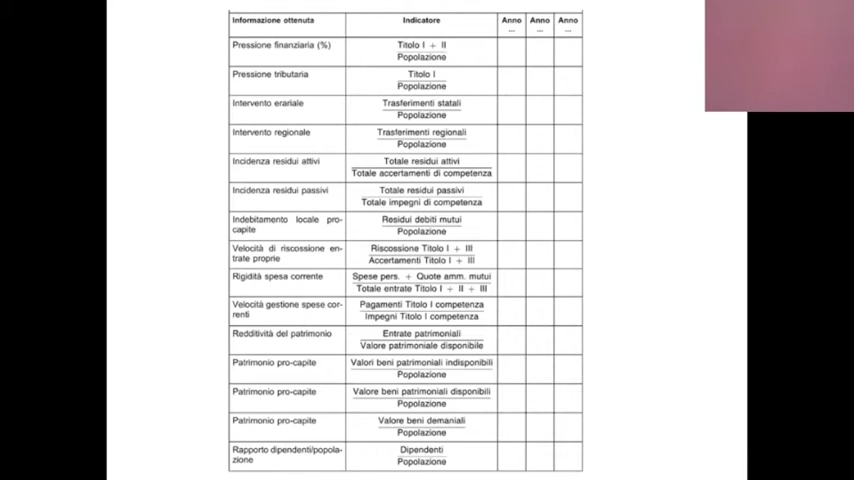 Informazione ottenuta Indicatore Anno Anno Anno
... ... ...
Pressione finanziaria (%) Titolo I + II
Popolazione
Pressione tributaria Titolo I
Popolazione
Intervento erariale Trasferimenti statali
Popolazione
Intervento regionale Trasferimenti regionali
Popolazione
Incidenza residui attivi Totale residui attivi
Totale accertamenti di competenza
Incidenza residui passivi Totale residui passivi
Totale impegni di competenza
Indebitamento locale pro- Residui debiti mutui
capite Popolazione
Velocità di riscossione en- Riscossione Titolo I + III
trate proprie Accertamenti Titolo I + III
Rigidità spesa corrente Spese pers. + Quote amm. mutui
Totale entrate Titolo I + II + III
Velocità gestione spese cor- Pagamenti Titolo I competenza
renti Impegni Titolo I competenza
Redditività del patrimonio Entrate patrimoniali
Valore patrimoniale disponibile
Patrimonio pro-capite Valori beni patrimoniali indisponibili
Popolazione
Patrimonio pro-capite Valore beni patrimoniali disponibili
Popolazione
Patrimonio pro-capite Valore beni demaniali
Popolazione
Rapporto dipendenti/popola- Dipendenti
zione Popolazione